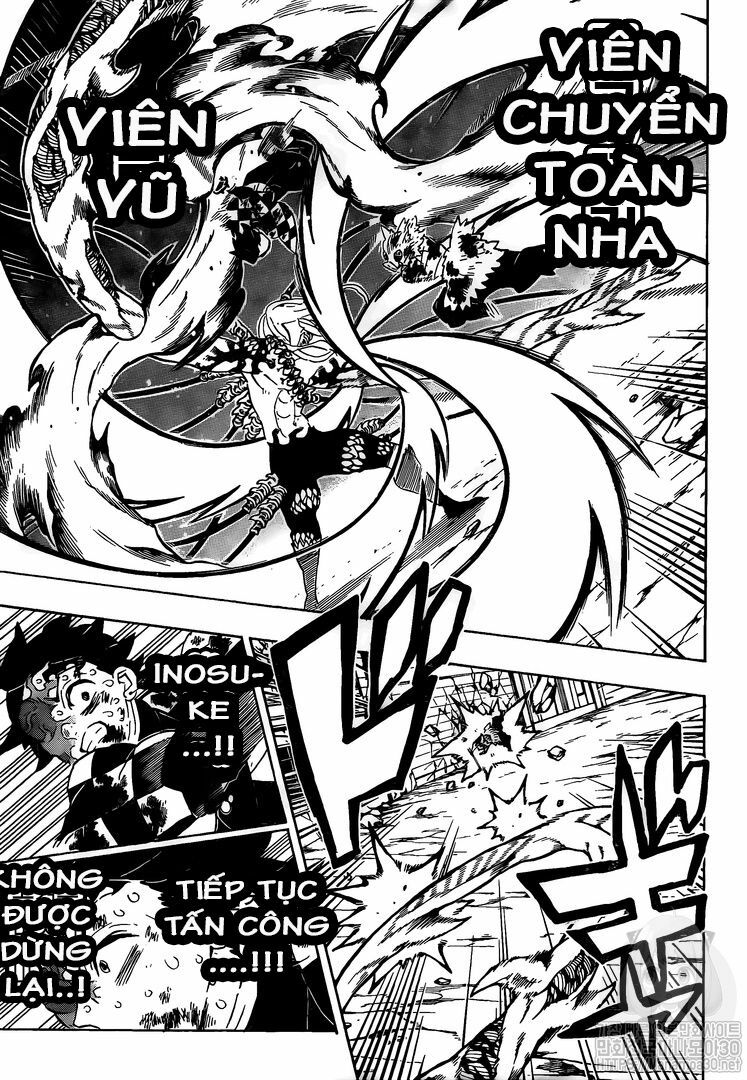 VIÊN
CHUYỂN
TOÀN
NHA
VIÊN
VŨ
INOSU-
KE
...!!
TIẾP TỤC
TẤN CÔNG
....!!!
KHÔNG
ĐƯỢC
DỪNG
LẠI..!